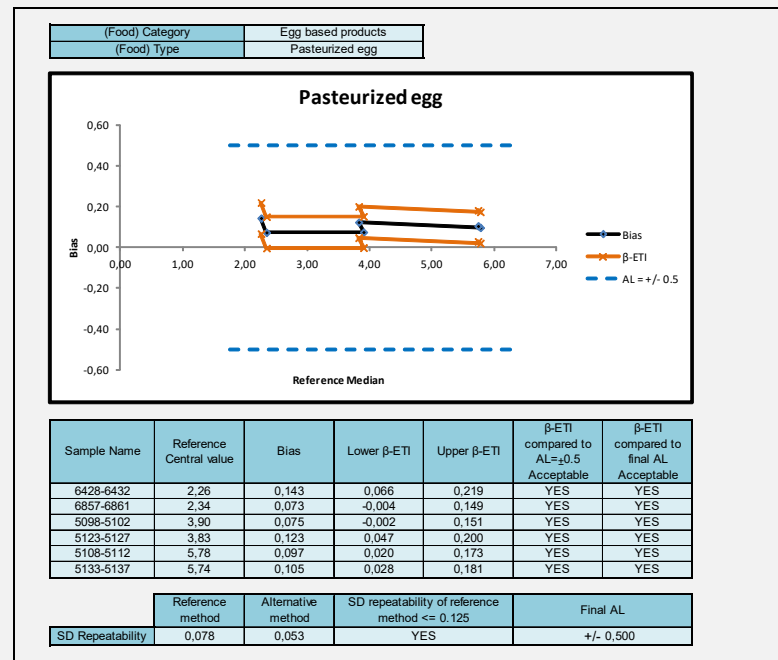 (Food) Category Egg based products
(Food) Type Pasteurized egg
Pasteurized egg
0,60
0,40
0,20
0,00
-0,20
-0,40
-0,60
0,00 1,00 2,00 3,00 4,00 5,00 6,00 7,00
Bias
Reference Median
Bias
β-ETI
AL = +/- 0.5
Sample Name Reference Central value Bias Lower β-ETI Upper β-ETI β-ETI compared to AL=±0.5 Acceptable β-ETI compared to final AL Acceptable
6428-6432 2,26 0,143 0,066 0,219 YES YES
6857-6861 2,34 0,073 -0,004 0,149 YES YES
5098-5102 3,90 0,075 -0,002 0,151 YES YES
5123-5127 3,83 0,123 0,047 0,200 YES YES
5108-5112 5,78 0,097 0,020 0,173 YES YES
5133-5137 5,74 0,105 0,028 0,181 YES YES
Reference method Alternative method SD repeatability of reference method <= 0.125 Final AL
SD Repeatability 0,078 0,053 YES +/- 0,500